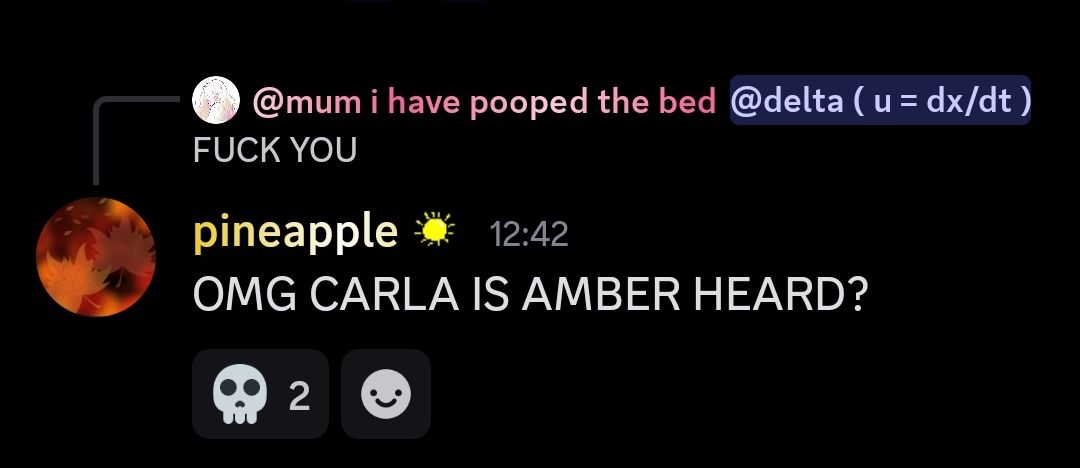 @mum i have pooped the bed @delta ( u = dx/dt )
FUCK YOU
pineapple 12:42
OMG CARLA IS AMBER HEARD?
2